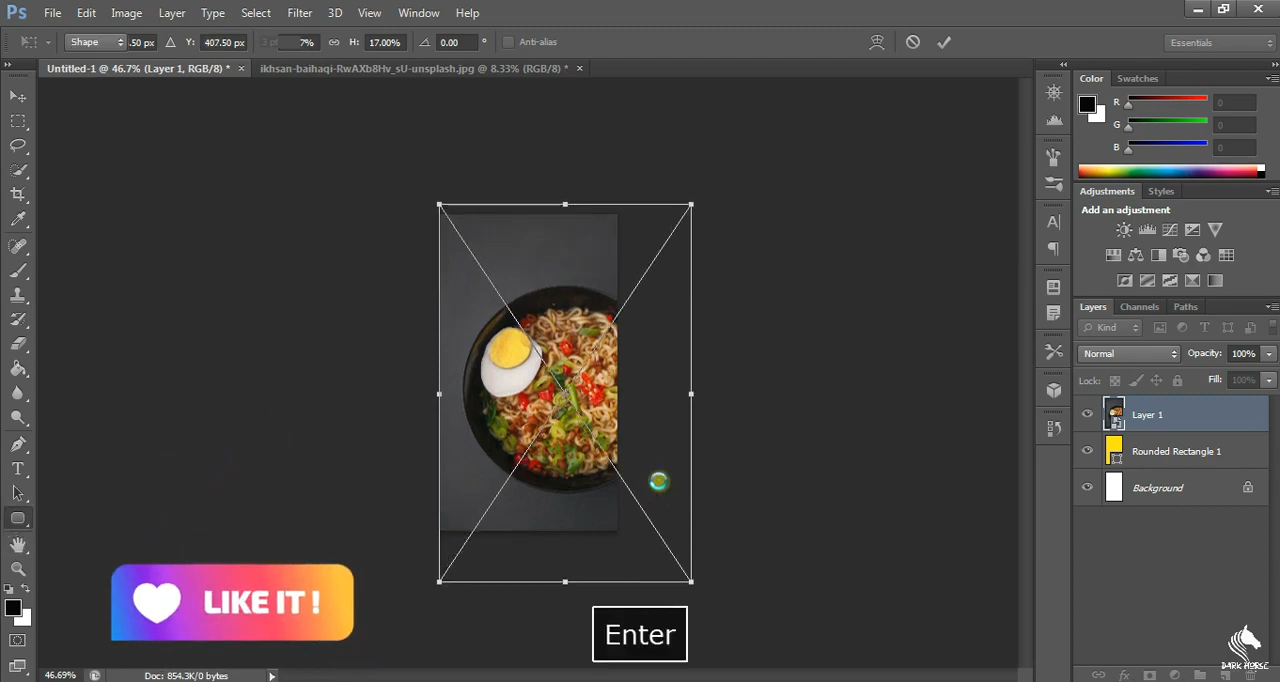 Ps File Edit Image Layer Type Select Filter 3D View Window Help
Shape .50 px Y: 407.50 px 7% H: 17.00% 0.00 ° Anti-alias Essentials
Untitled-1 @ 46.7% (Layer 1, RGB/8) * × ikhsan-baihaqi-RwAXb8Hv_sU-unsplash.jpg @ 8.33% (RGB/8) * ×
Color Swatches
R 0
G 0
B 0
Adjustments Styles
Add an adjustment
Layers Channels Paths
Kind
Normal Opacity: 100%
Lock: Fill: 100%
Layer 1
Rounded Rectangle 1
Background
LIKE IT !
Enter
DARK HORSE
46.69% Doc: 854.3K/0 bytes